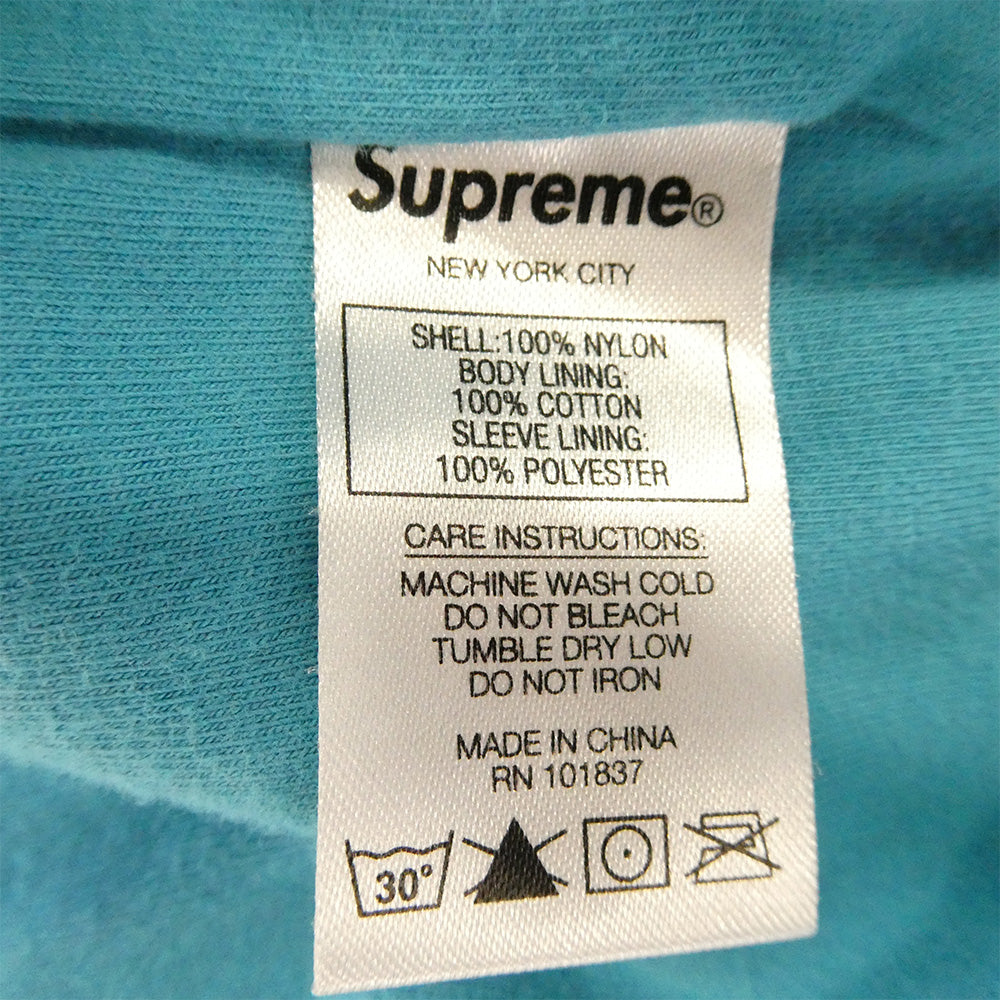 Supreme®
NEW YORK CITY
SHELL:100% NYLON
BODY LINING:
100% COTTON
SLEEVE LINING:
100% POLYESTER
CARE INSTRUCTIONS:
MACHINE WASH COLD
DO NOT BLEACH
TUMBLE DRY LOW
DO NOT IRON
MADE IN CHINA
RN 101837
30°